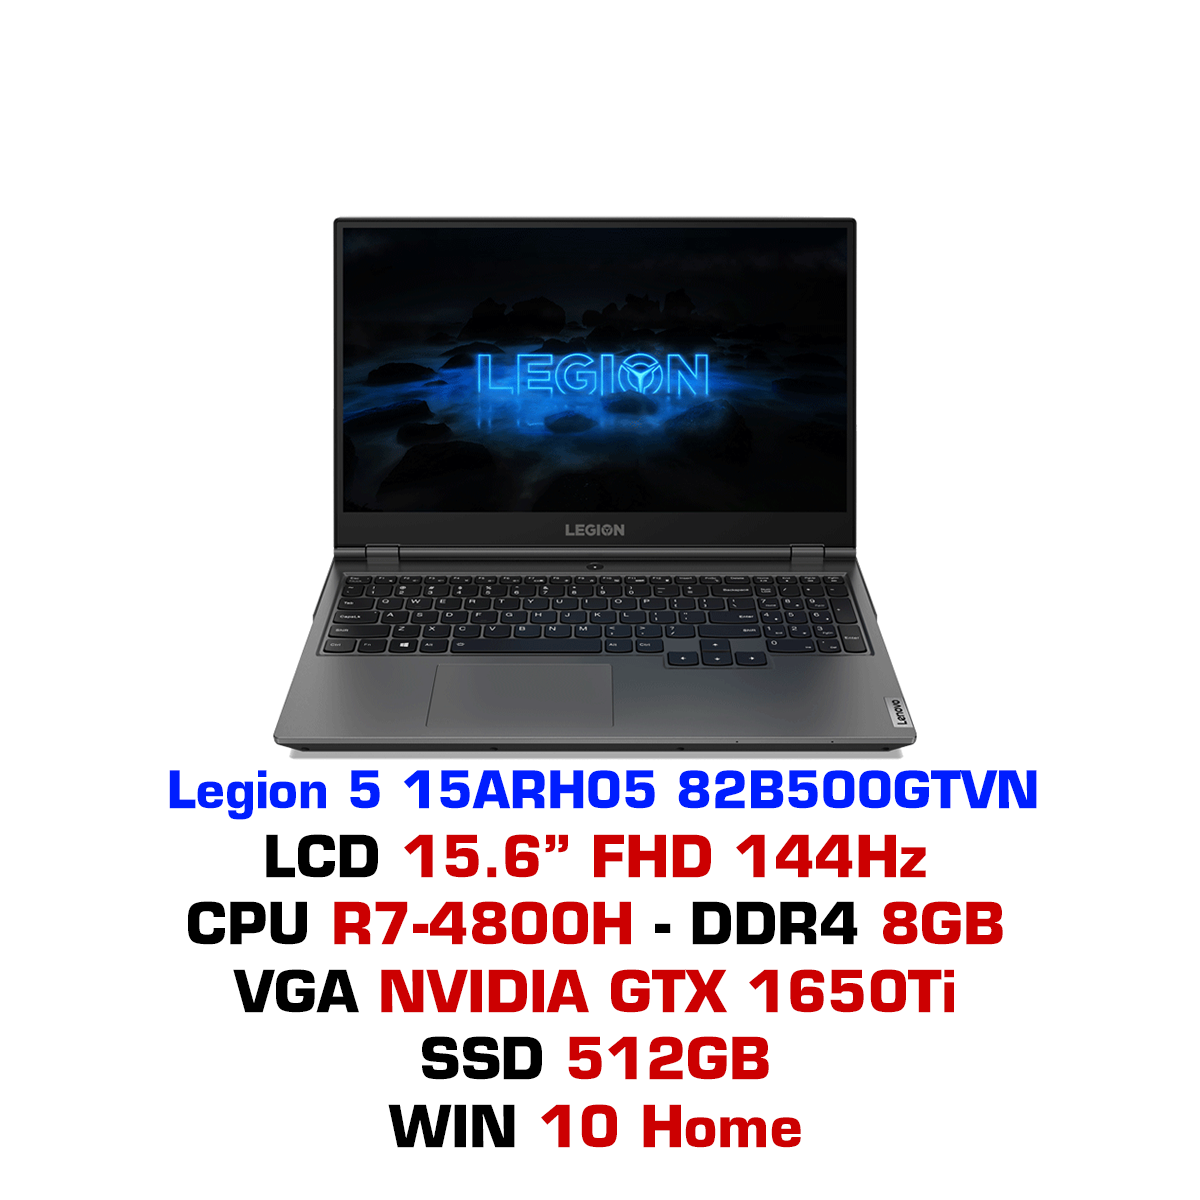 LEGION
LEGION
Lenovo
Legion 5 15ARH05 82B500GTVN
LCD 15.6” FHD 144Hz
CPU R7-4800H - DDR4 8GB
VGA NVIDIA GTX 1650Ti
SSD 512GB
WIN 10 Home